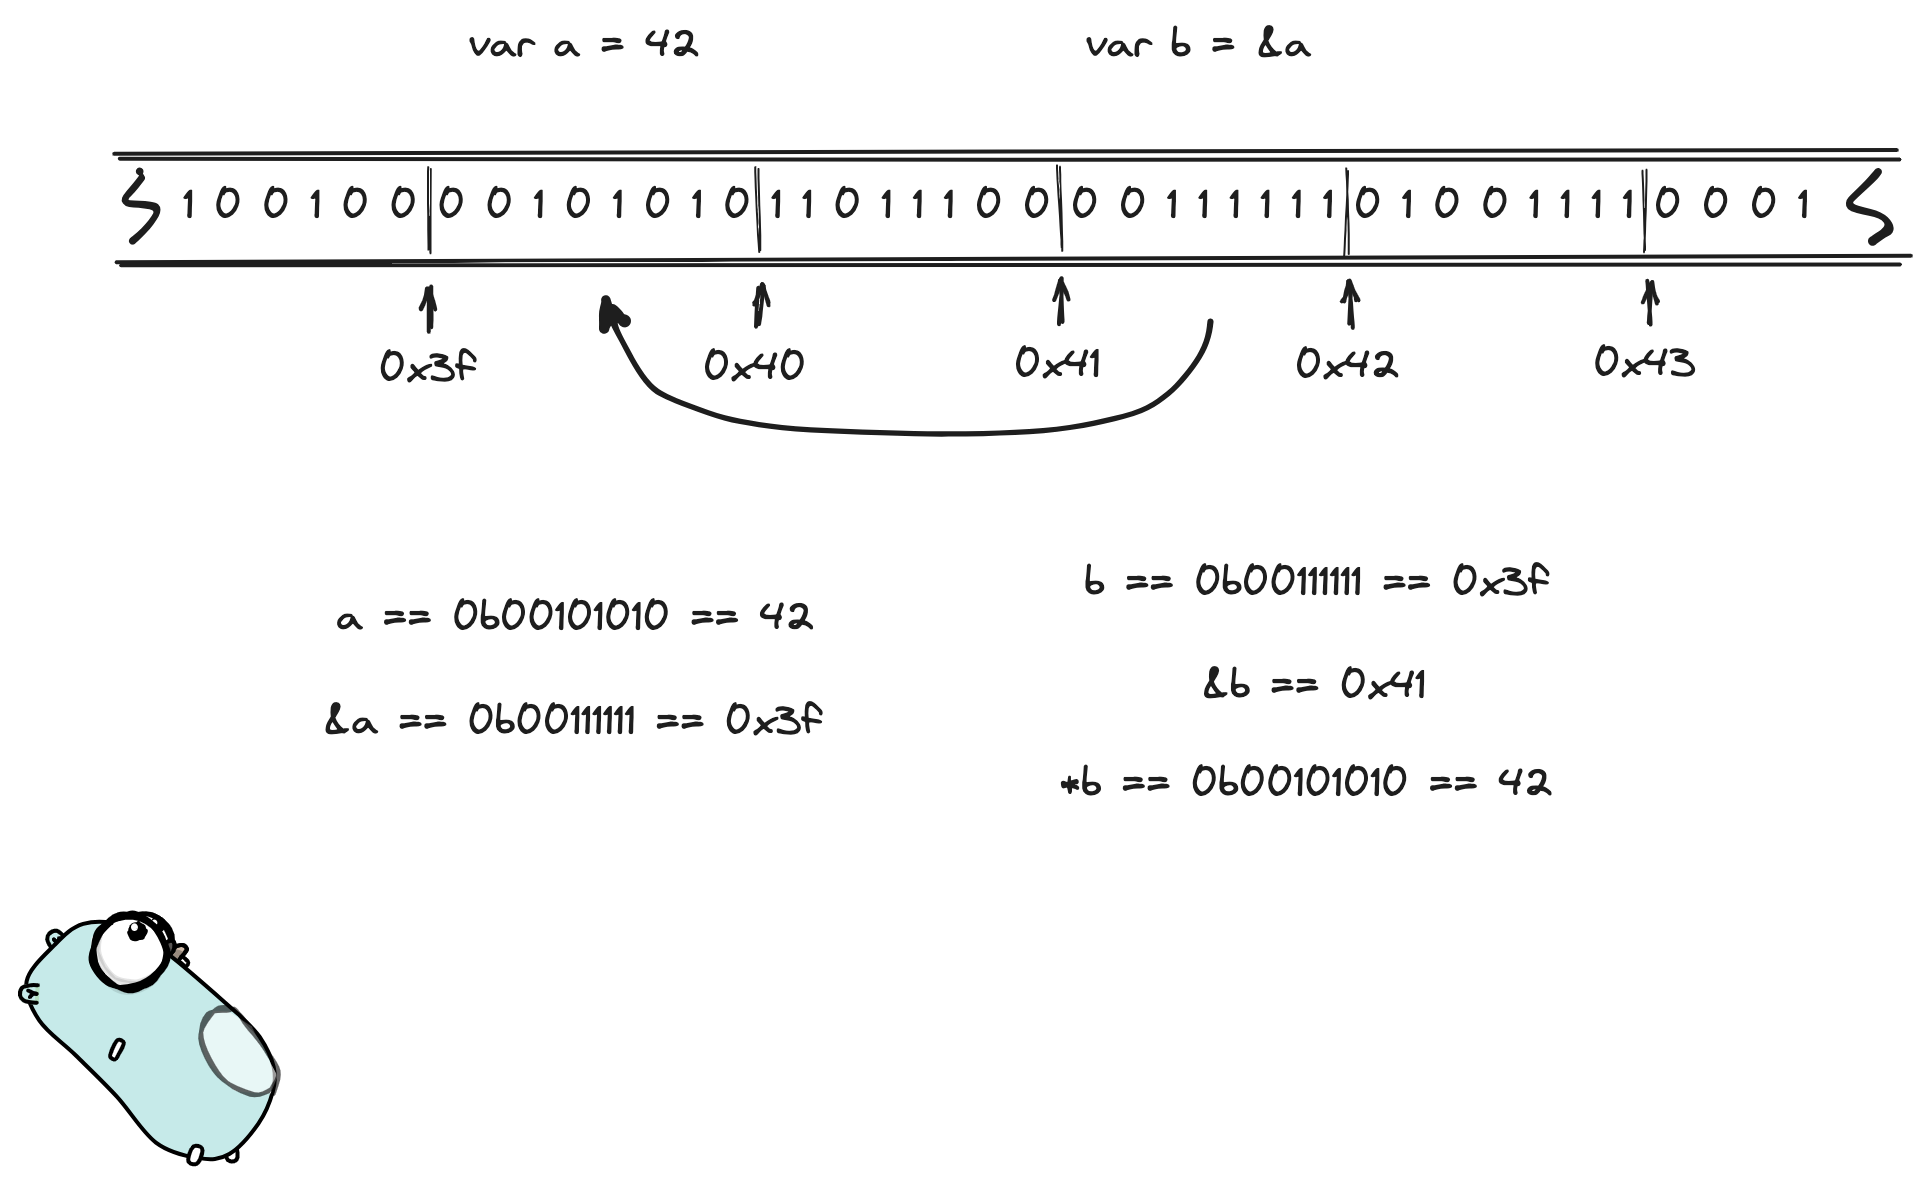 var a = 42 var b = &a
1 0 0 1 0 0 0 0 1 0 1 0 1 0 1 1 0 1 1 1 0 0 0 0 1 1 1 1 1 1 0 1 0 0 1 1 1 1 0 0 0 1
0x3f 0x40 0x41 0x42 0x43
b == 0b00111111 == 0x3f
a == 0b00101010 == 42
&b == 0x41
&a == 0b00111111 == 0x3f
*b == 0b00101010 == 42